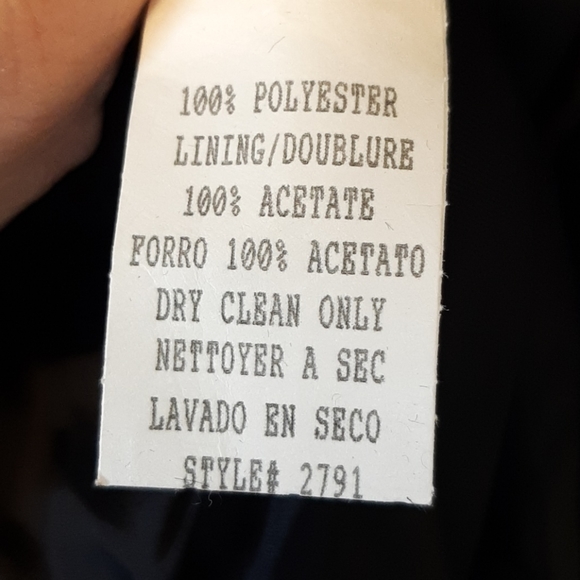 100% POLYESTER
LINING/DOUBLURE
100% ACETATE
FORRO 100% ACETATO
DRY CLEAN ONLY
NETTOYER A SEC
LAVADO EN SECO
STYLE# 2791